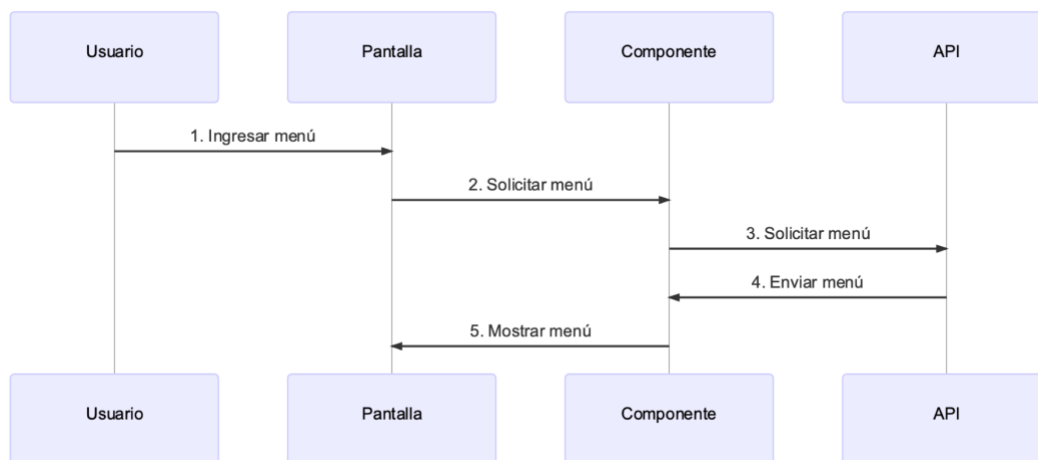 Usuario
Pantalla
Componente
API
1. Ingresar menú
2. Solicitar menú
3. Solicitar menú
4. Enviar menú
5. Mostrar menú
Usuario
Pantalla
Componente
API